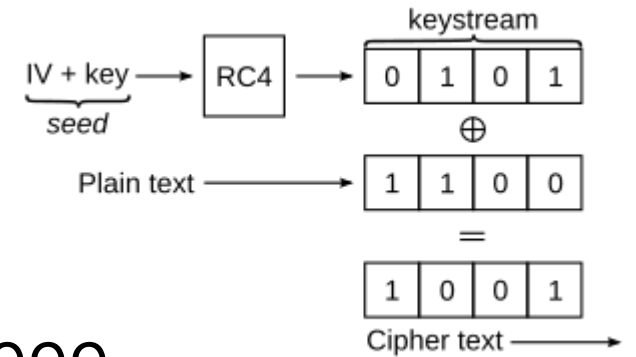 keystream
IV + key
RC4
0 1 0 1
seed
⊕
Plain text
1 1 0 0
=
1 0 0 1
Cipher text